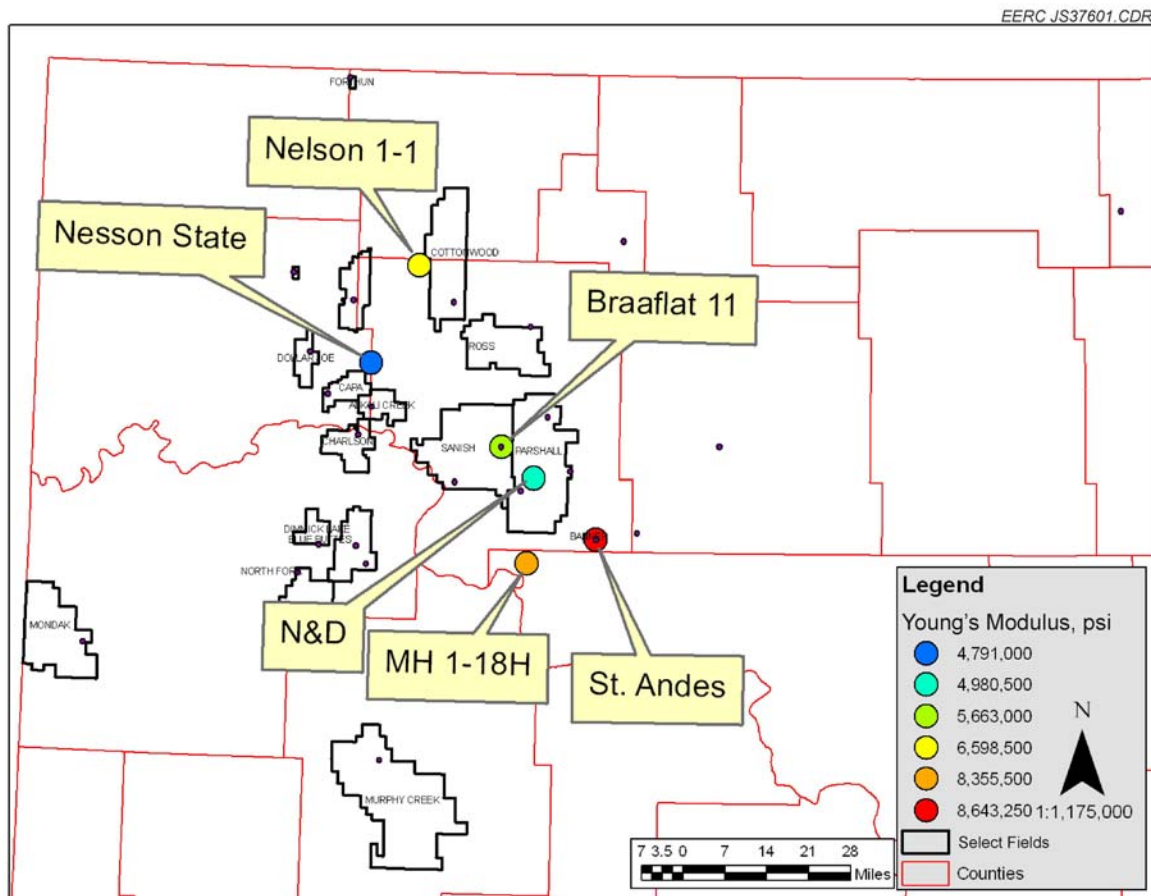 EERC JS37601.CDR
FORTHUN
Nelson 1-1
Nesson State
COTTONWOOD
Braaflat 11
ROSS
CAPA
CHARLSON
SANISH
PARSHALL
BLUE BUTTES
NORTH FORK
MONDAK
N&D
MH 1-18H
St. Andes
MURPHY CREEK
Legend
Young's Modulus, psi
4,791,000
4,980,500
5,663,000
6,598,500
8,355,500
8,643,250
N
1:1,175,000
Select Fields
Counties
7 3.5 0 7 14 21 28
Miles